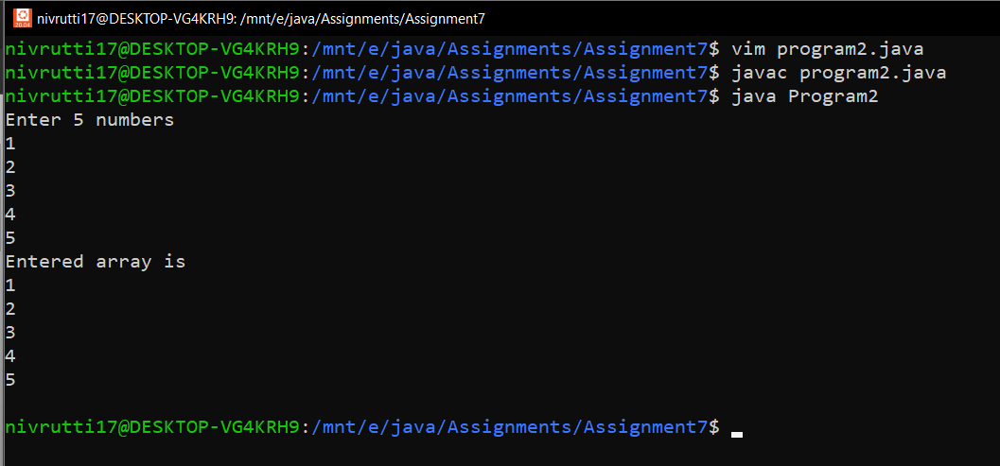 20.04 nivrutti17@DESKTOP-VG4KRH9: /mnt/e/java/Assignments/Assignment7
nivrutti17@DESKTOP-VG4KRH9:/mnt/e/java/Assignments/Assignment7$ vim program2.java
nivrutti17@DESKTOP-VG4KRH9:/mnt/e/java/Assignments/Assignment7$ javac program2.java
nivrutti17@DESKTOP-VG4KRH9:/mnt/e/java/Assignments/Assignment7$ java Program2
Enter 5 numbers
1
2
3
4
5
Entered array is
1
2
3
4
5
nivrutti17@DESKTOP-VG4KRH9:/mnt/e/java/Assignments/Assignment7$